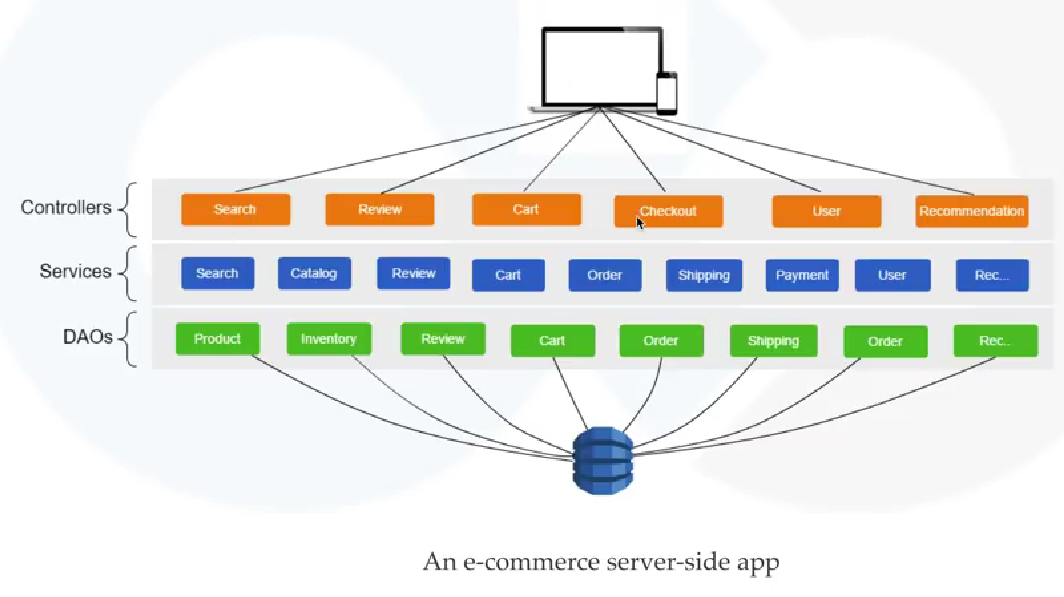 Controllers
Search Review Cart Checkout User Recommendation
Services
Search Catalog Review Cart Order Shipping Payment User Rec...
DAOs
Product Inventory Review Cart Order Shipping Order Rec..
An e-commerce server-side app